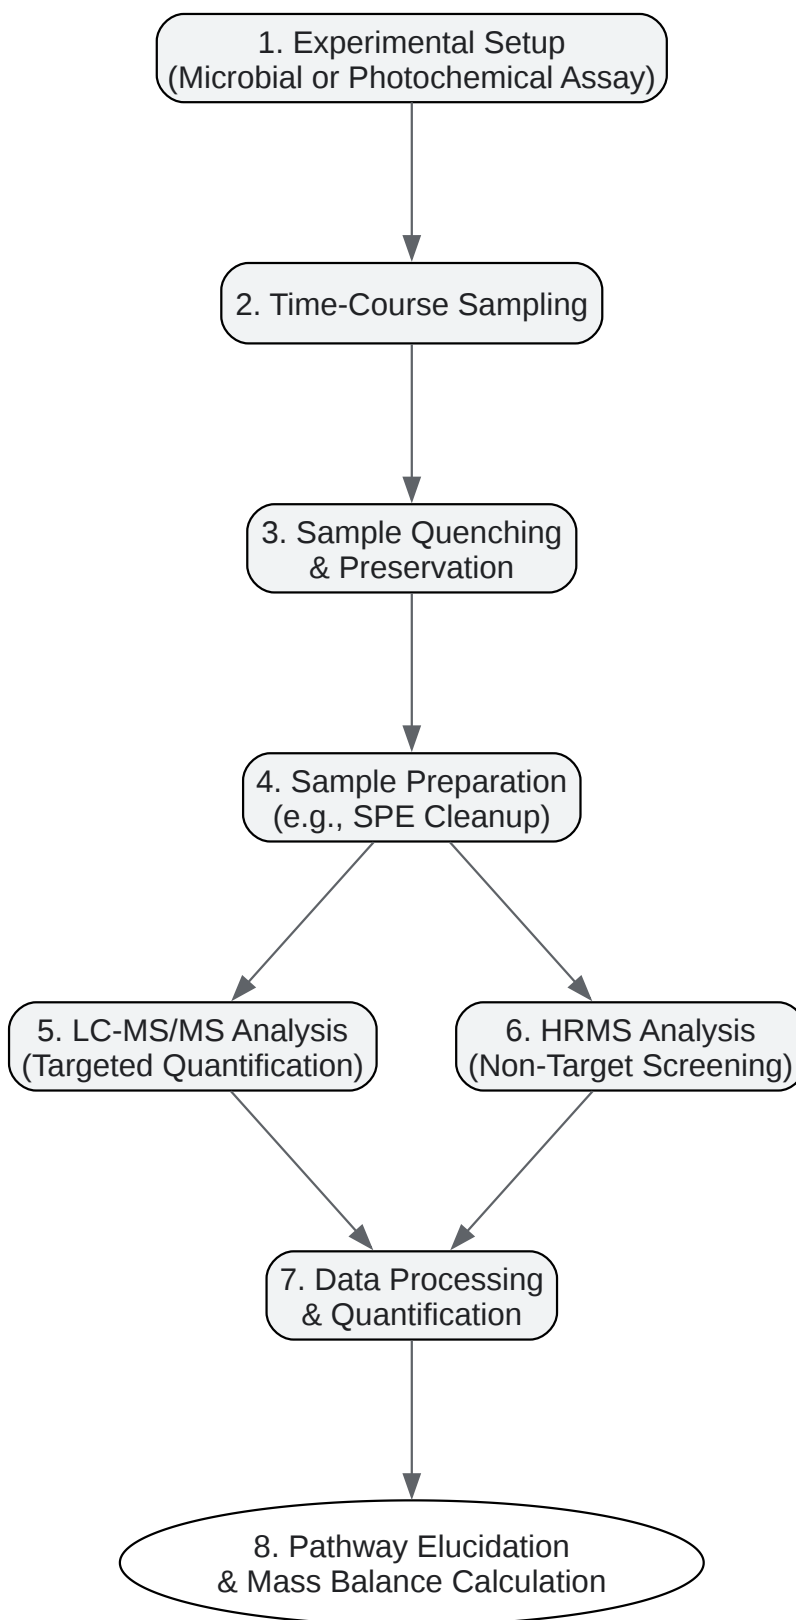 1. Experimental Setup
(Microbial or Photochemical Assay)
2. Time-Course Sampling
3. Sample Quenching
& Preservation
4. Sample Preparation
(e.g., SPE Cleanup)
5. LC-MS/MS Analysis
(Targeted Quantification)
6. HRMS Analysis
(Non-Target Screening)
7. Data Processing
& Quantification
8. Pathway Elucidation
& Mass Balance Calculation